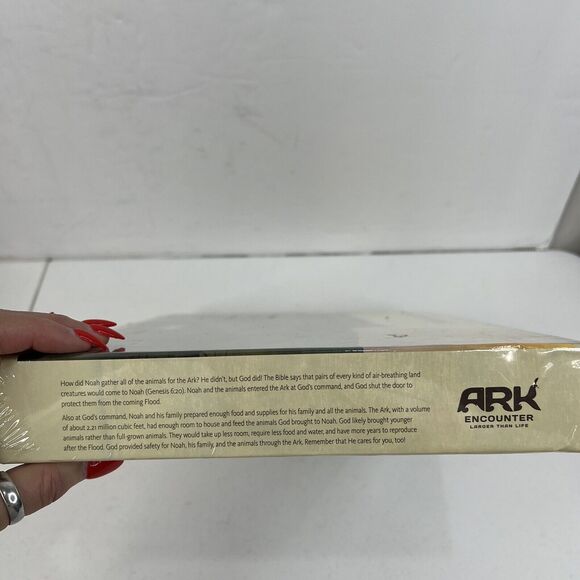 How did Noah gather all of the animals for the Ark? He didn't, but God did! The Bible says that pairs of every kind of air-breathing land
creatures would come to Noah (Genesis 6:20). Noah and the animals entered the Ark at God's command, and God shut the door to
protect them from the coming Flood.
Also at God's command, Noah and his family prepared enough food and supplies for his family and all the animals. The Ark, with a volume
of about 2.21 million cubic feet, had enough room to house and feed the animals God brought to Noah. God likely brought younger
animals rather than full-grown animals. They would take up less room, require less food and water, and have more years to reproduce
after the Flood. God provided safety for Noah, his family, and the animals through the Ark. Remember that He cares for you, too!
ARK
ENCOUNTER
LARGER THAN LIFE